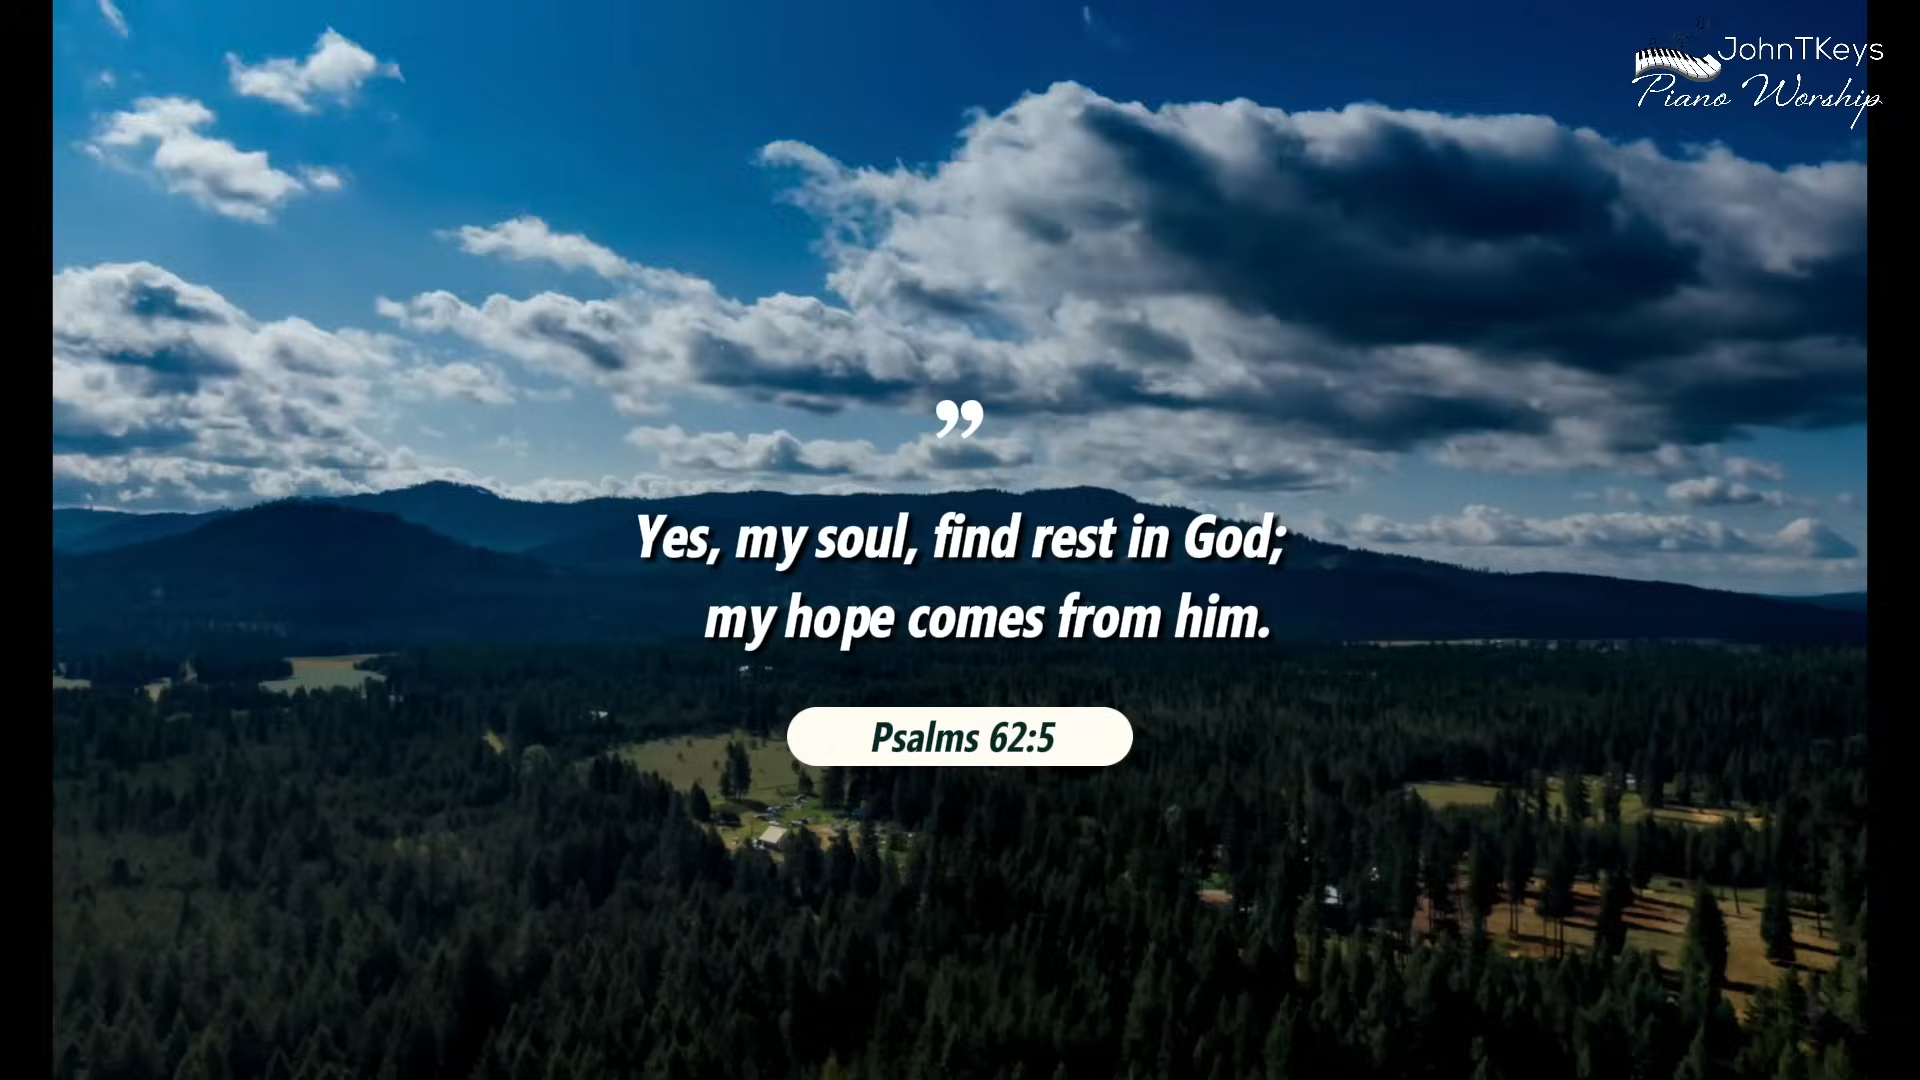 JohnTKeys
Piano Worship
”
Yes, my soul, find rest in God;
my hope comes from him.
Psalms 62:5